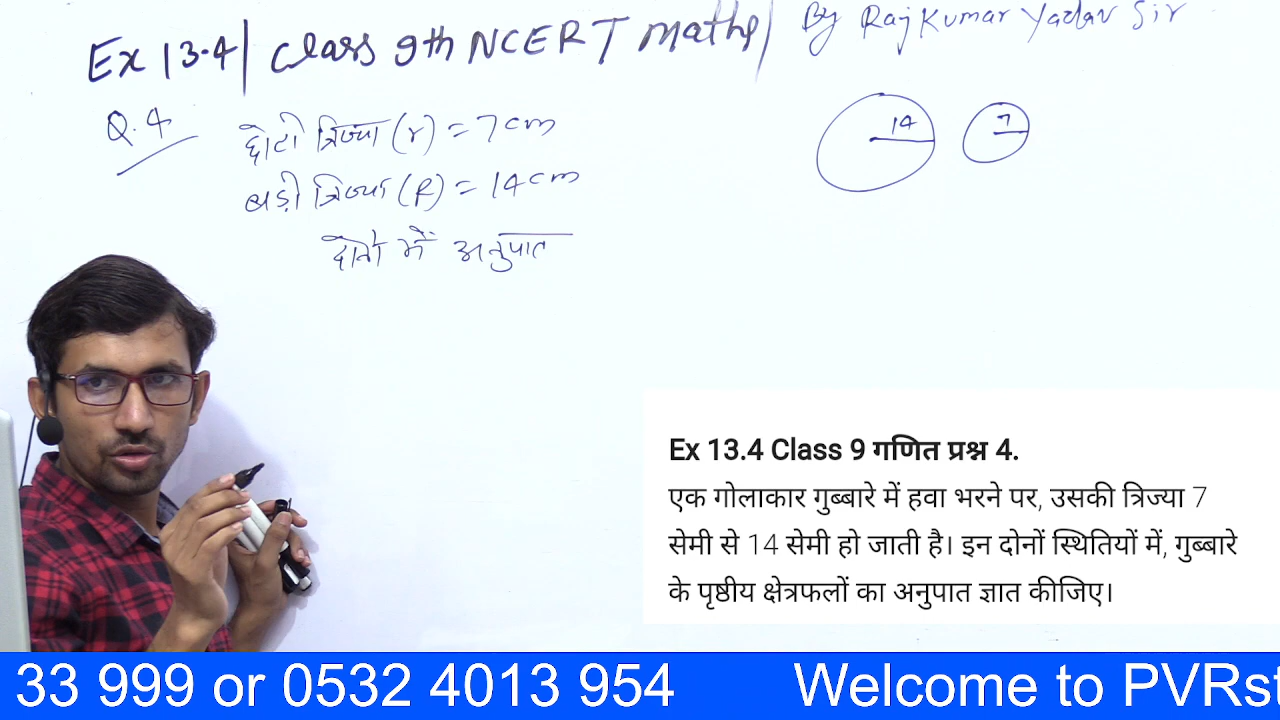 Ex 13.4| Class 9th NCERT maths| By Raj Kumar Yadav Sir
Q.4
छोटी त्रिज्या (r) = 7cm
बड़ी त्रिज्या (R) = 14cm
दोनो में अनुपात
14
7
Ex 13.4 Class 9 गणित प्रश्न 4.
एक गोलाकार गुब्बारे में हवा भरने पर, उसकी त्रिज्या 7
सेमी से 14 सेमी हो जाती है। इन दोनों स्थितियों में, गुब्बारे
के पृष्ठीय क्षेत्रफलों का अनुपात ज्ञात कीजिए।
33 999 or 0532 4013 954 Welcome to PVRst